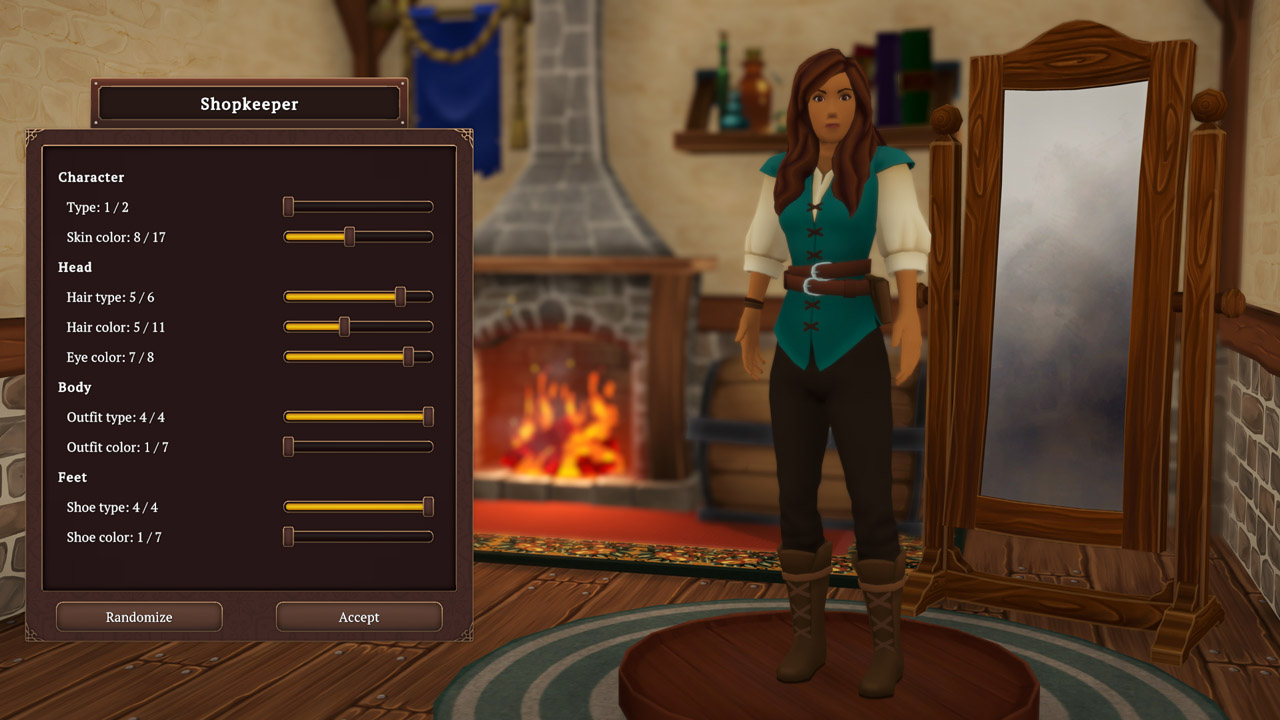 Shopkeeper
Character
Type: 1 / 2
Skin color: 8 / 17
Head
Hair type: 5 / 6
Hair color: 5 / 11
Eye color: 7 / 8
Body
Outfit type: 4 / 4
Outfit color: 1 / 7
Feet
Shoe type: 4 / 4
Shoe color: 1 / 7
Randomize
Accept